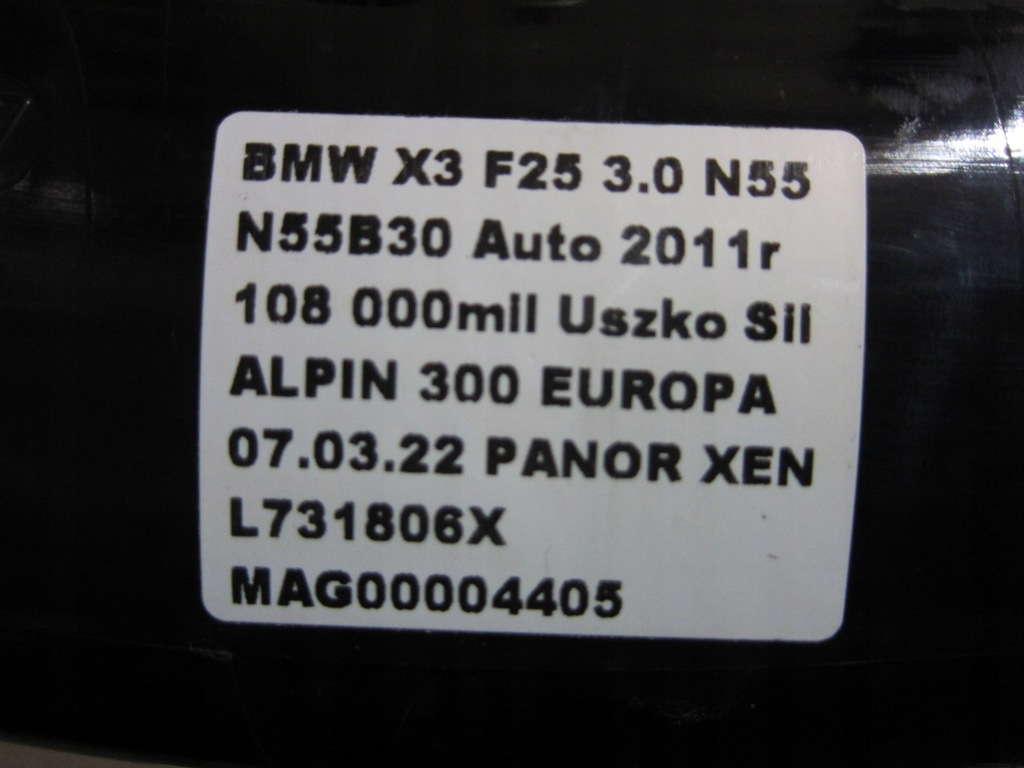 BMW X3 F25 3.0 N55
N55B30 Auto 2011r
108 000mil Uszko Sil
ALPIN 300 EUROPA
07.03.22 PANOR XEN
L731806X
MAG00004405